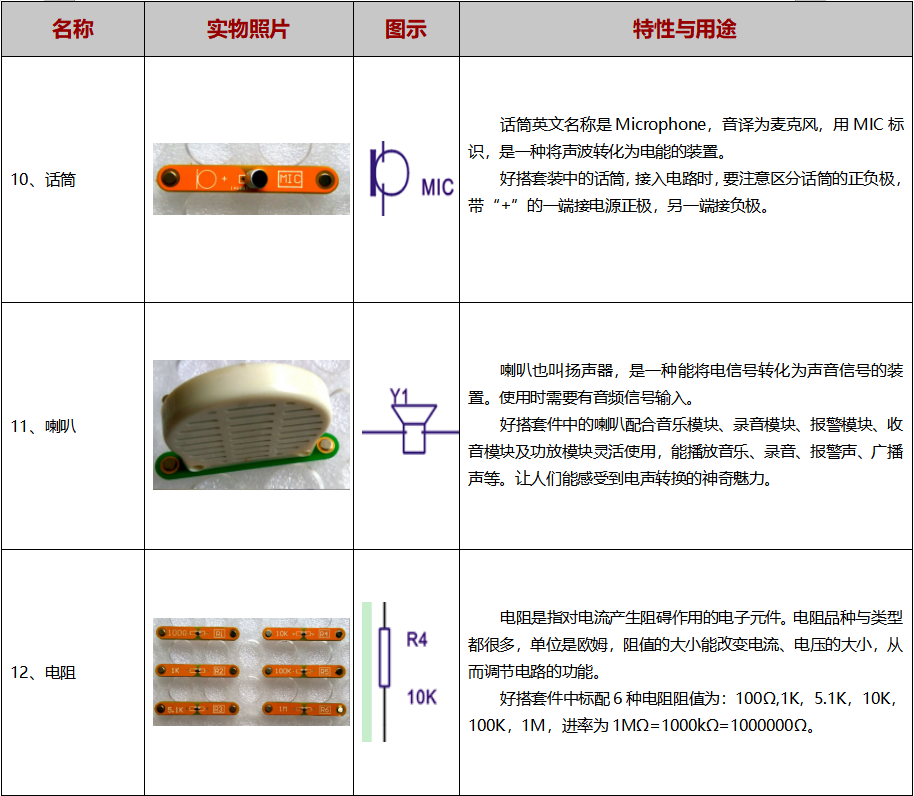 名称 实物照片 图示 特性与用途
10、话筒
MIC
MIC
话筒英文名称是 Microphone，音译为麦克风，用 MIC 标
识，是一种将声波转化为电能的装置。
好搭套装中的话筒，接入电路时，要注意区分话筒的正负极，
带“+”的一端接电源正极，另一端接负极。
11、喇叭
Y1
喇叭也叫扬声器，是一种能将电信号转化为声音信号的装
置。使用时需要有音频信号输入。
好搭套件中的喇叭配合音乐模块、录音模块、报警模块、收
音模块及功放模块灵活使用，能播放音乐、录音、报警声、广播
声等。让人们能感受到电声转换的神奇魅力。
12、电阻
100Ω R1 10K R4
1K R2 100K R5
5.1K R3 1M R6
R4
10K
电阻是指对电流产生阻碍作用的电子元件。电阻品种与类型
都很多，单位是欧姆，阻值的大小能改变电流、电压的大小，从
而调节电路的功能。
好搭套件中标配 6 种电阻阻值为：100Ω,1K，5.1K，10K，
100K，1M，进率为 1MΩ=1000kΩ=1000000Ω。